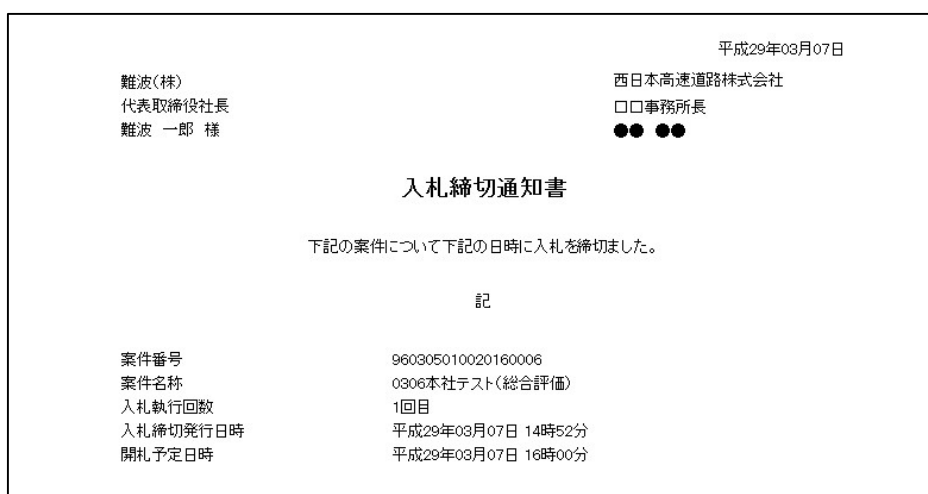 平成29年03月07日
難波(株)
西日本高速道路株式会社
代表取締役社長
□□事務所長
難波 一郎 様
●● ●●
入札締切通知書
下記の案件について下記の日時に入札を締切ました。
記
案件番号 960305010020160006
案件名称 0306本社テスト(総合評価)
入札執行回数 1回目
入札締切発行日時 平成29年03月07日 14時52分
開札予定日時 平成29年03月07日 16時00分